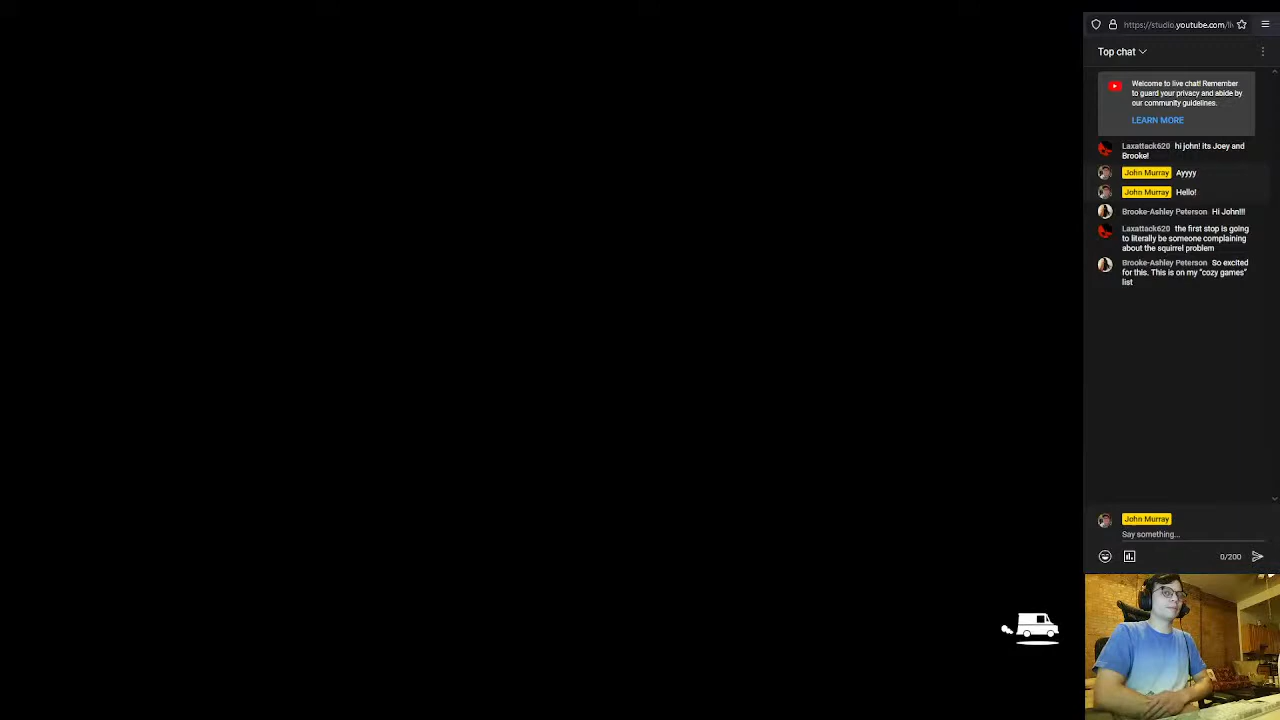 https://studio.youtube.com/li
Top chat
Welcome to live chat! Remember
to guard your privacy and abide by
our community guidelines.
LEARN MORE
Laxattack620 hi john! its Joey and
Brooke!
John Murray Ayyyy
John Murray Hello!
Brooke-Ashley Peterson Hi John!!!
Laxattack620 the first stop is going
to literally be someone complaining
about the squirrel problem
Brooke-Ashley Peterson So excited
for this. This is on my "cozy games"
list
John Murray
Say something...
0/200